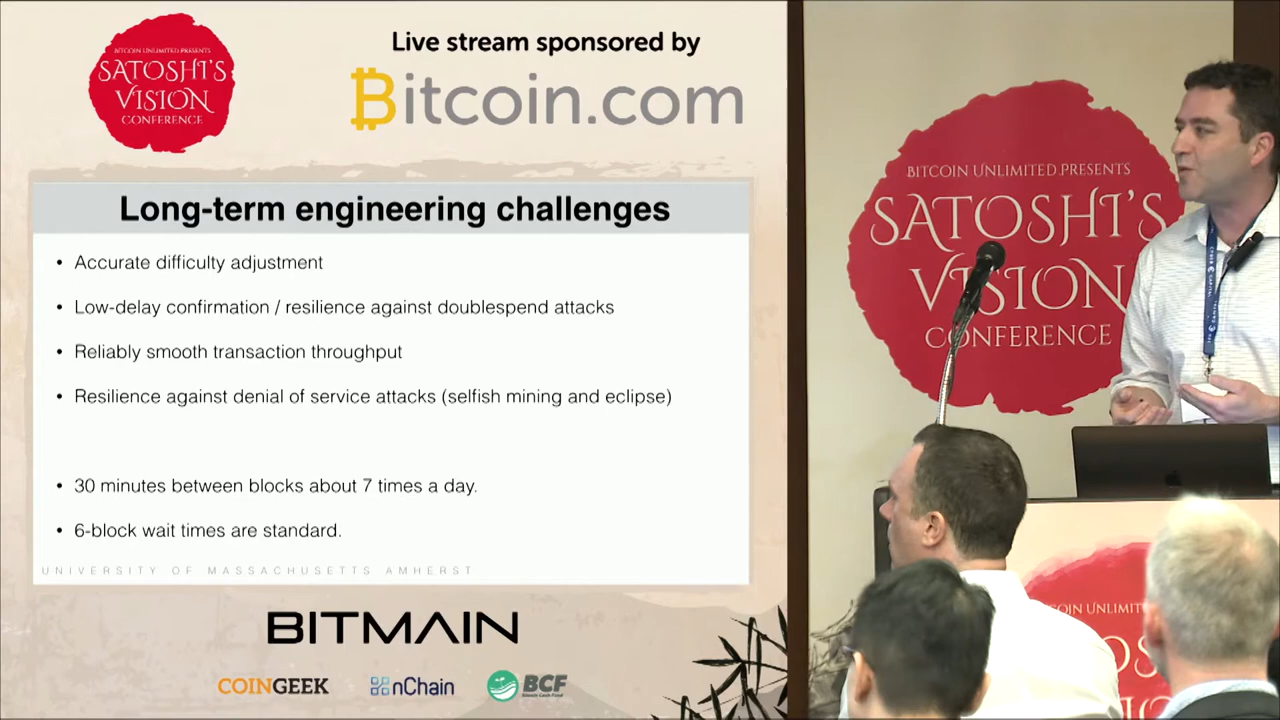 BITCOIN UNLIMITED PRESENTS
SATOSHI'S
VISION
CONFERENCE
Live stream sponsored by
Bitcoin.com
Long-term engineering challenges
• Accurate difficulty adjustment
• Low-delay confirmation / resilience against doublespend attacks
• Reliably smooth transaction throughput
• Resilience against denial of service attacks (selfish mining and eclipse)
• 30 minutes between blocks about 7 times a day.
• 6-block wait times are standard.
UNIVERSITY OF MASSACHUSETTS AMHERST
BITMAIN
COINGEEK
nChain
BCF
BITCOIN UNLIMITED PRESENTS
SATOSHI'S
VISION
CONFERENCE